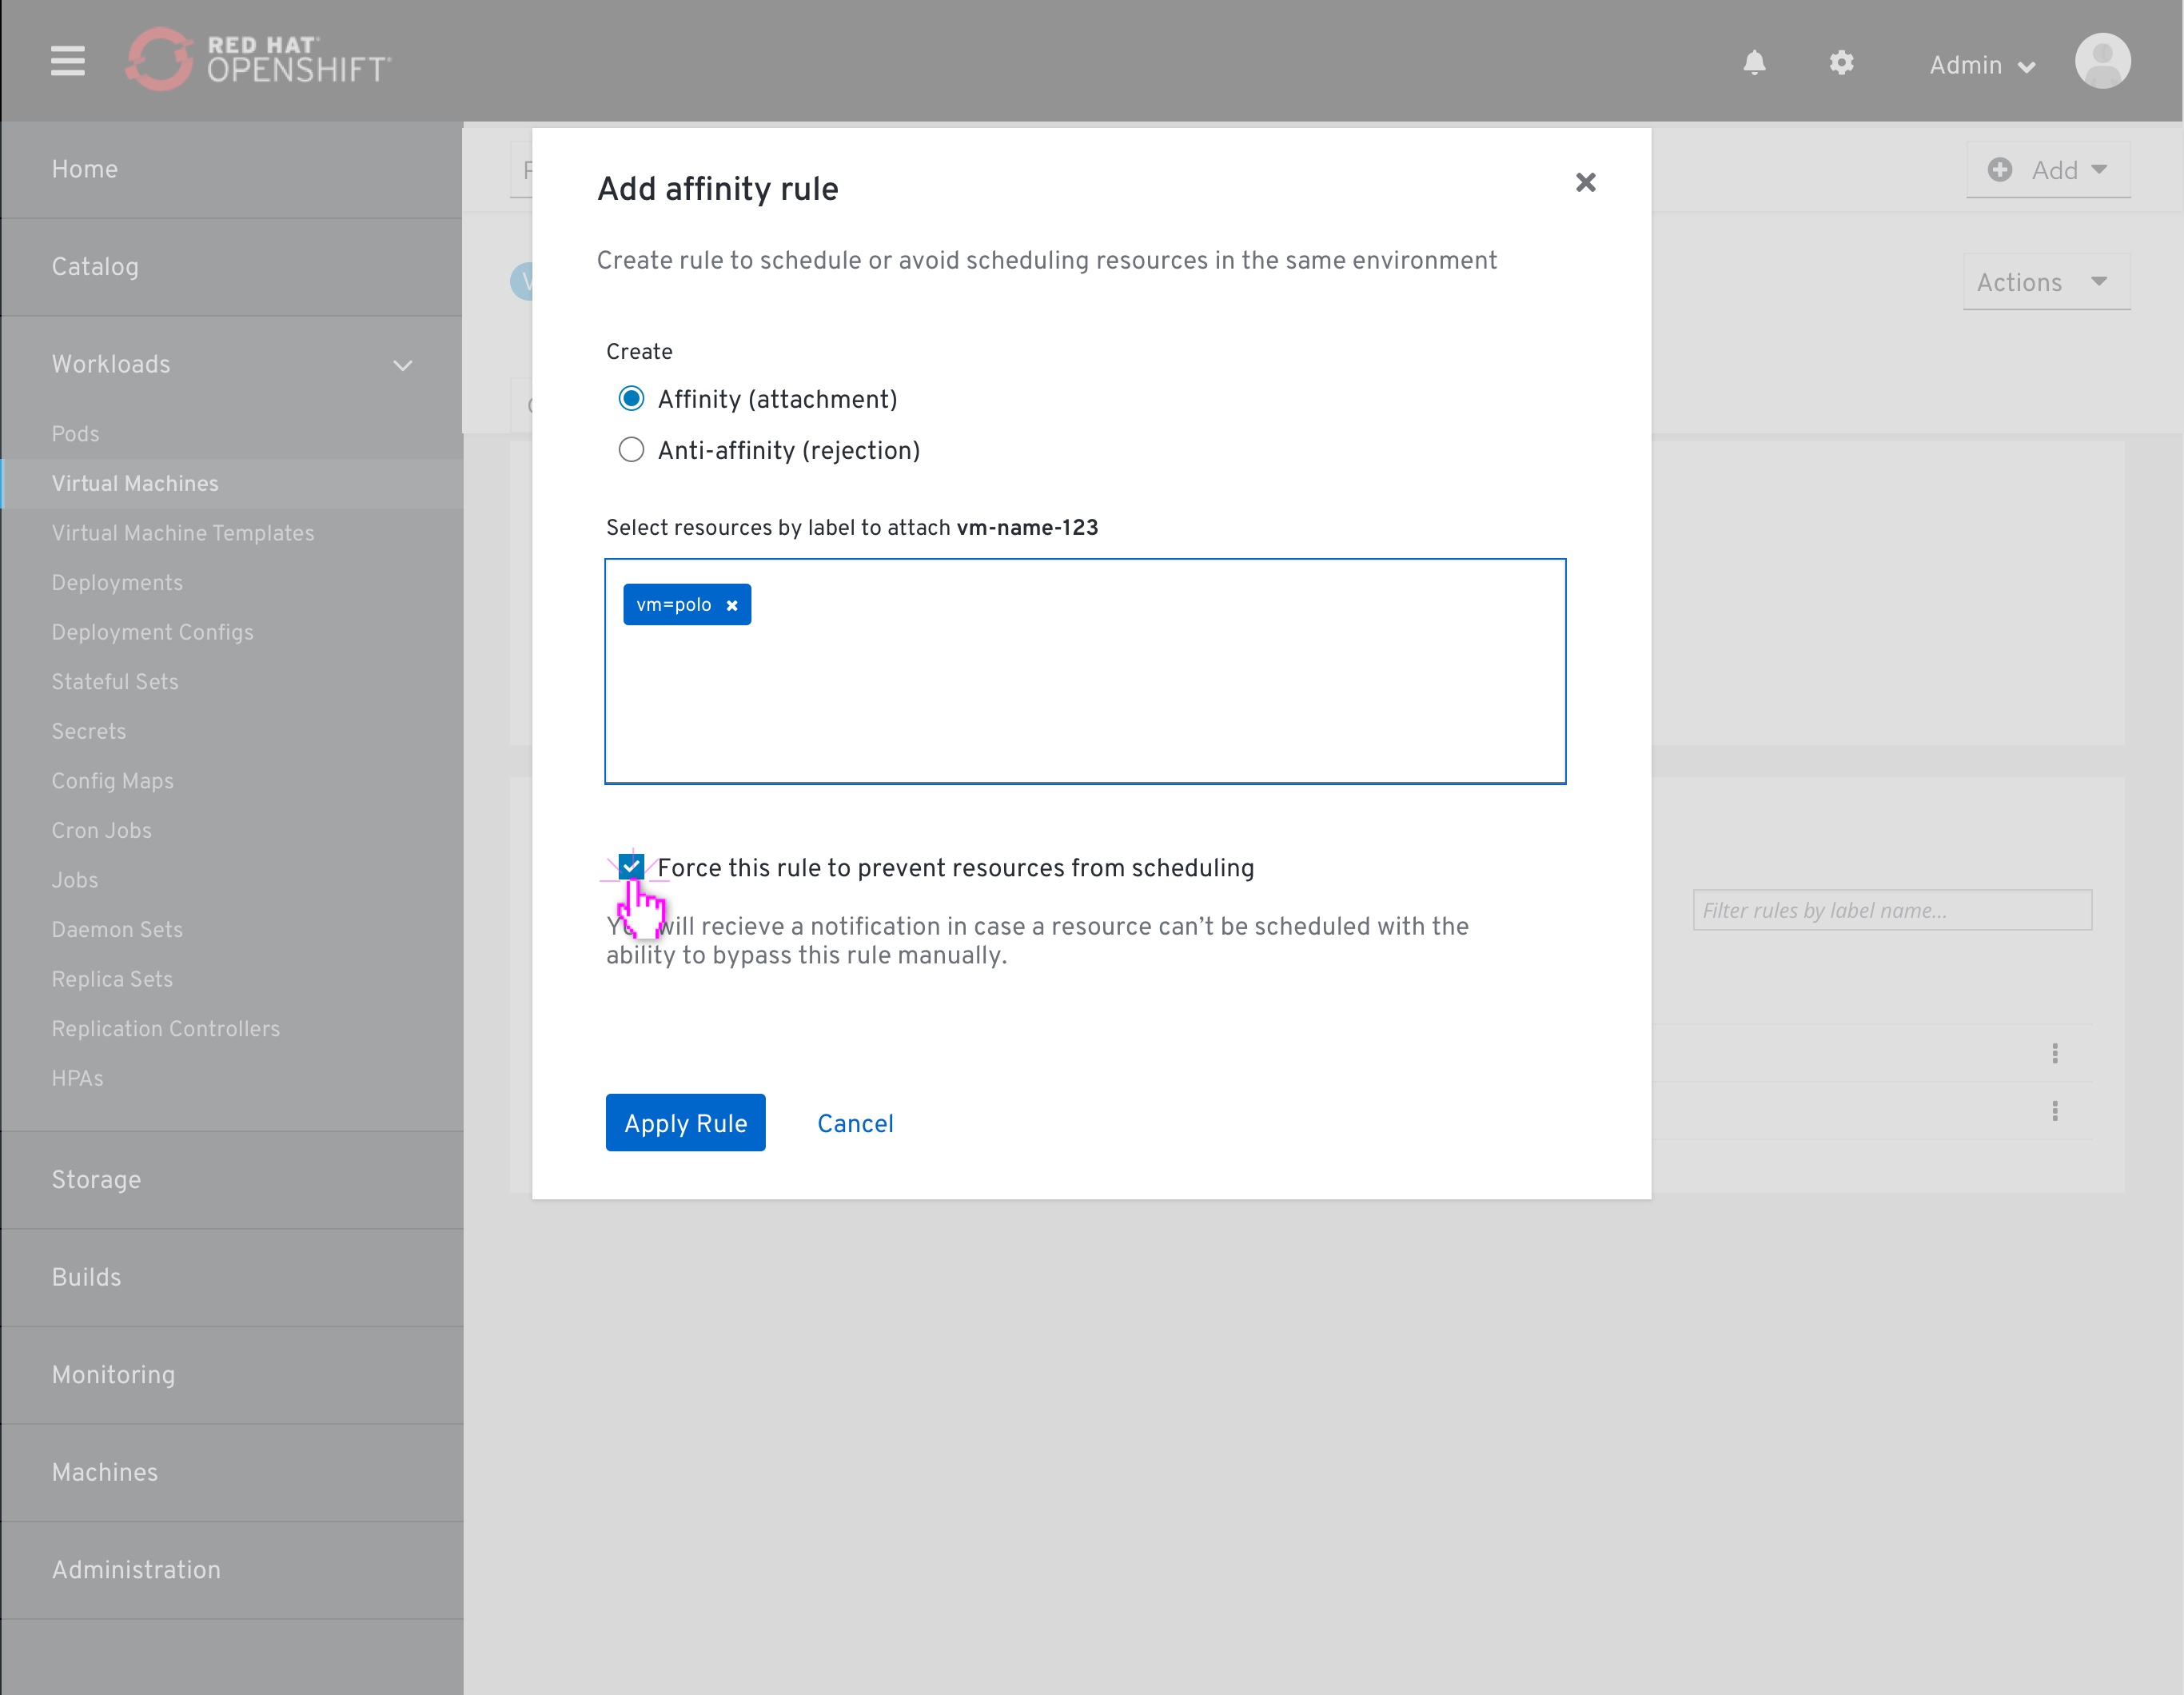 RED HAT
OPENSHIFT
Admin
Home
Catalog
Workloads
Pods
Virtual Machines
Virtual Machine Templates
Deployments
Deployment Configs
Stateful Sets
Secrets
Config Maps
Cron Jobs
Jobs
Daemon Sets
Replica Sets
Replication Controllers
HPAs
Storage
Builds
Monitoring
Machines
Administration
Add
Actions
Add affinity rule
Create rule to schedule or avoid scheduling resources in the same environment
Create
Affinity (attachment)
Anti-affinity (rejection)
Select resources by label to attach vm-name-123
vm=polo
Force this rule to prevent resources from scheduling
You will recieve a notification in case a resource can’t be scheduled with the
ability to bypass this rule manually.
Apply Rule
Cancel
Filter rules by label name...